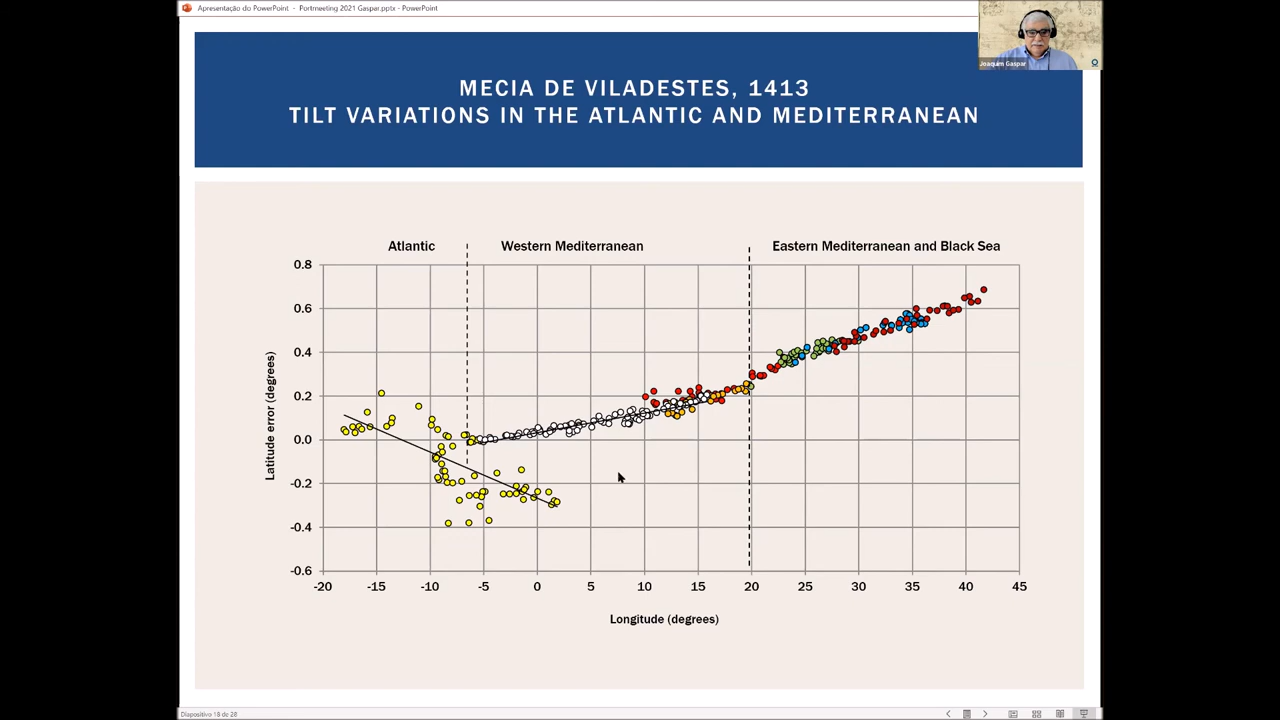 Apresentação do PowerPoint - Portmeeting 2021 Gaspar.pptx - PowerPoint
Joaquim Gaspar
MECIA DE VILADESTES, 1413
TILT VARIATIONS IN THE ATLANTIC AND MEDITERRANEAN
Atlantic
Western Mediterranean
Eastern Mediterranean and Black Sea
Latitude error (degrees)
0.8
0.6
0.4
0.2
0.0
-0.2
-0.4
-0.6
-20 -15 -10 -5 0 5 10 15 20 25 30 35 40 45
Longitude (degrees)
Diapositivo 18 de 28